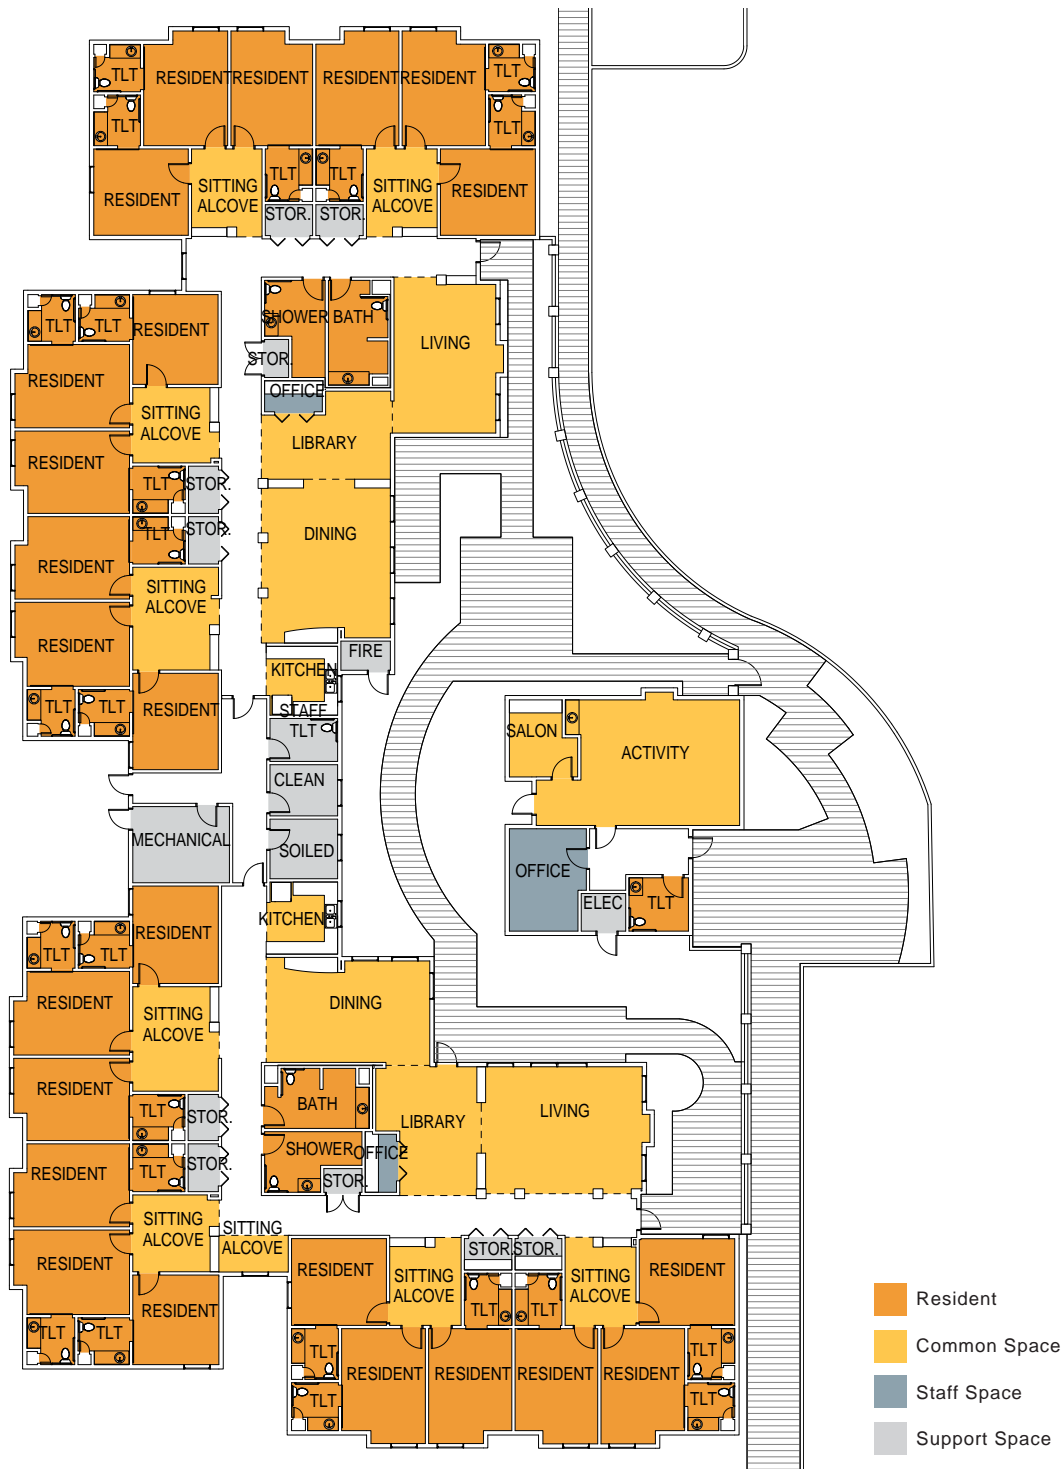 TLT
RESIDENT
RESIDENT
RESIDENT
RESIDENT
TLT
TLT
TLT
RESIDENT
SITTING
ALCOVE
TLT
TLT
SITTING
ALCOVE
RESIDENT
STOR.
STOR.
TLT
TLT
RESIDENT
SHOWER
BATH
LIVING
STOR.
RESIDENT
OFFICE
SITTING
ALCOVE
LIBRARY
RESIDENT
TLT
STOR.
TLT
STOR.
DINING
RESIDENT
SITTING
ALCOVE
RESIDENT
FIRE
KITCHEN
TLT
TLT
RESIDENT
STAFF
TLT
SALON
ACTIVITY
CLEAN
MECHANICAL
SOILED
OFFICE
ELEC
TLT
KITCHEN
RESIDENT
TLT
TLT
RESIDENT
SITTING
ALCOVE
DINING
RESIDENT
TLT
STOR.
BATH
LIBRARY
LIVING
TLT
STOR.
SHOWER
OFFICE
STOR.
RESIDENT
SITTING
ALCOVE
SITTING
ALCOVE
RESIDENT
RESIDENT
TLT
TLT
RESIDENT
SITTING
ALCOVE
STOR.
STOR.
SITTING
ALCOVE
RESIDENT
TLT
TLT
TLT
RESIDENT
RESIDENT
RESIDENT
RESIDENT
TLT
TLT
TLT
Resident
Common Space
Staff Space
Support Space